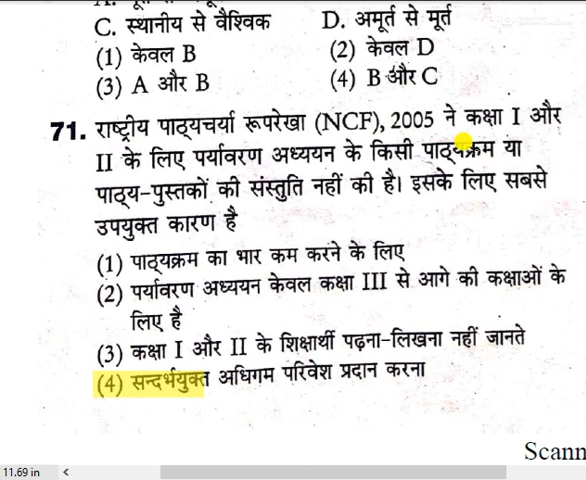 C. स्थानीय से वैश्विक D. अमूर्त से मूर्त
(1) केवल B (2) केवल D
(3) A और B (4) B और C
71. राष्ट्रीय पाठ्यचर्या रूपरेखा (NCF), 2005 ने कक्षा I और
II के लिए पर्यावरण अध्ययन के किसी पाठ्यक्रम या
पाठ्य-पुस्तकों की संस्तुति नहीं की है। इसके लिए सबसे
उपयुक्त कारण है
(1) पाठ्यक्रम का भार कम करने के लिए
(2) पर्यावरण अध्ययन केवल कक्षा III से आगे की कक्षाओं के
लिए है
(3) कक्षा I और II के शिक्षार्थी पढ़ना-लिखना नहीं जानते
(4) सन्दर्भयुक्त अधिगम परिवेश प्रदान करना
Scann
11.69 in <